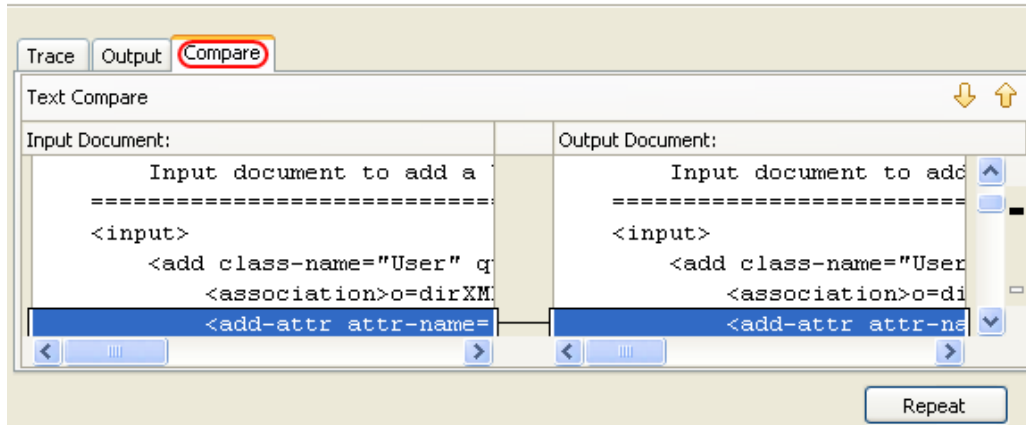 Trace Output Compare
Text Compare
Input Document: Output Document:
Input document to add a
==============================
<input>
<add class-name="User" q
<association>o=dirXM
<add-attr attr-name=
Input document to add
==========================
<input>
<add class-name="User
<association>o=di
<add-attr attr-na
Repeat